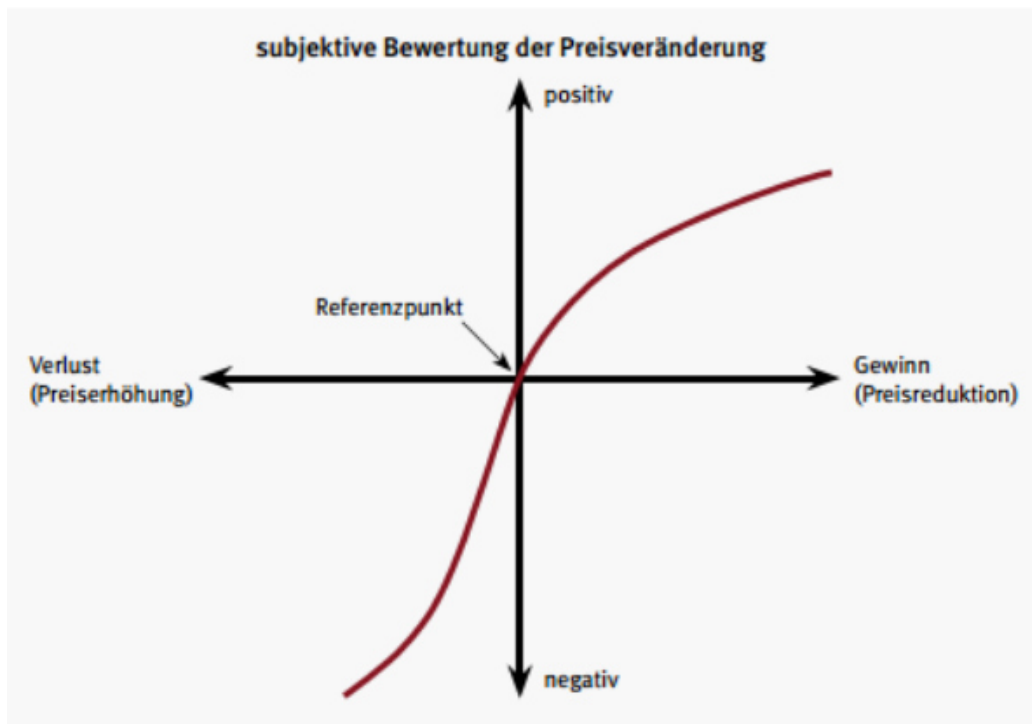 subjektive Bewertung der Preisveränderung
positiv
Referenzpunkt
Verlust
(Preiserhöhung)
Gewinn
(Preisreduktion)
negativ